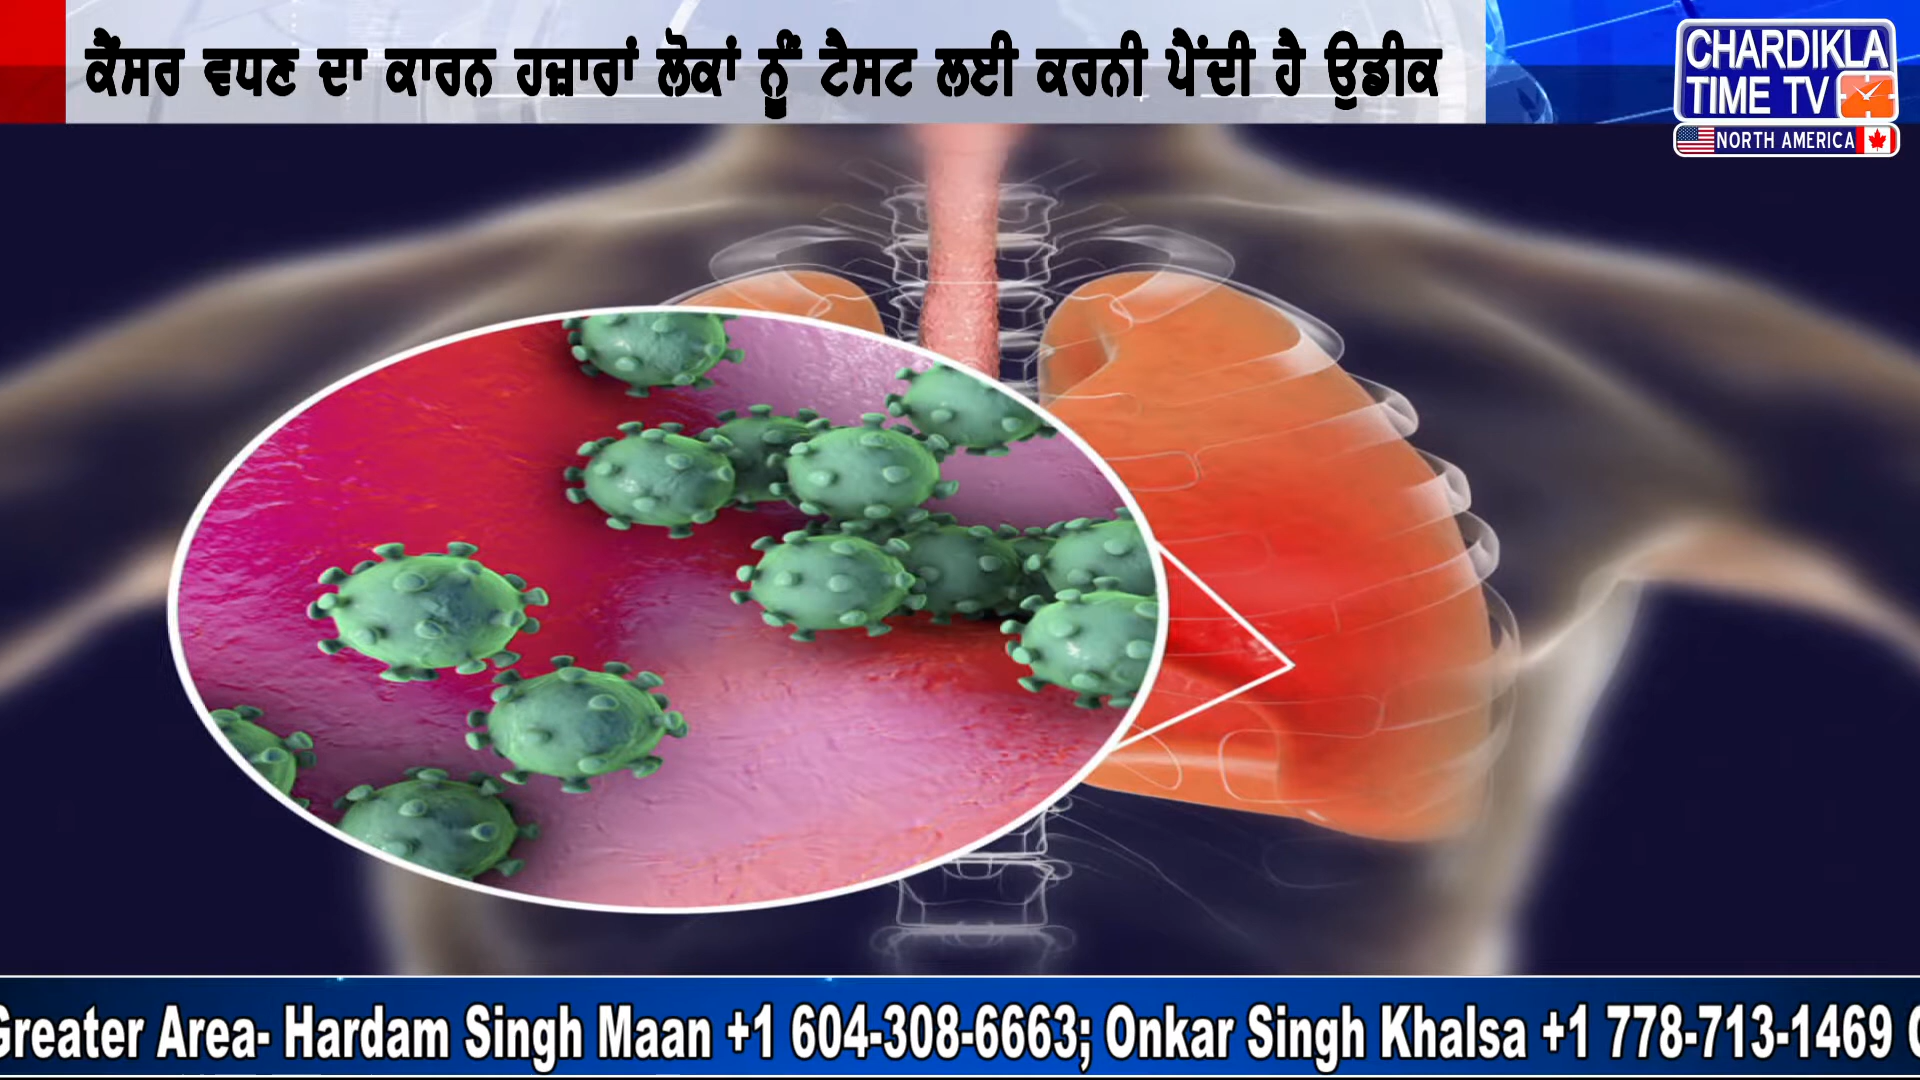 ਕੈਂਸਰ ਵਧਣ ਦਾ ਕਾਰਨ ਹਜ਼ਾਰਾਂ ਲੋਕਾਂ ਨੂੰ ਟੈਸਟ ਲਈ ਕਰਨੀ ਪੈਂਦੀ ਹੈ ਉਡੀਕ
CHARDIKLA
TIME TV
NORTH AMERICA
Greater Area- Hardam Singh Maan +1 604-308-6663; Onkar Singh Khalsa +1 778-713-1469